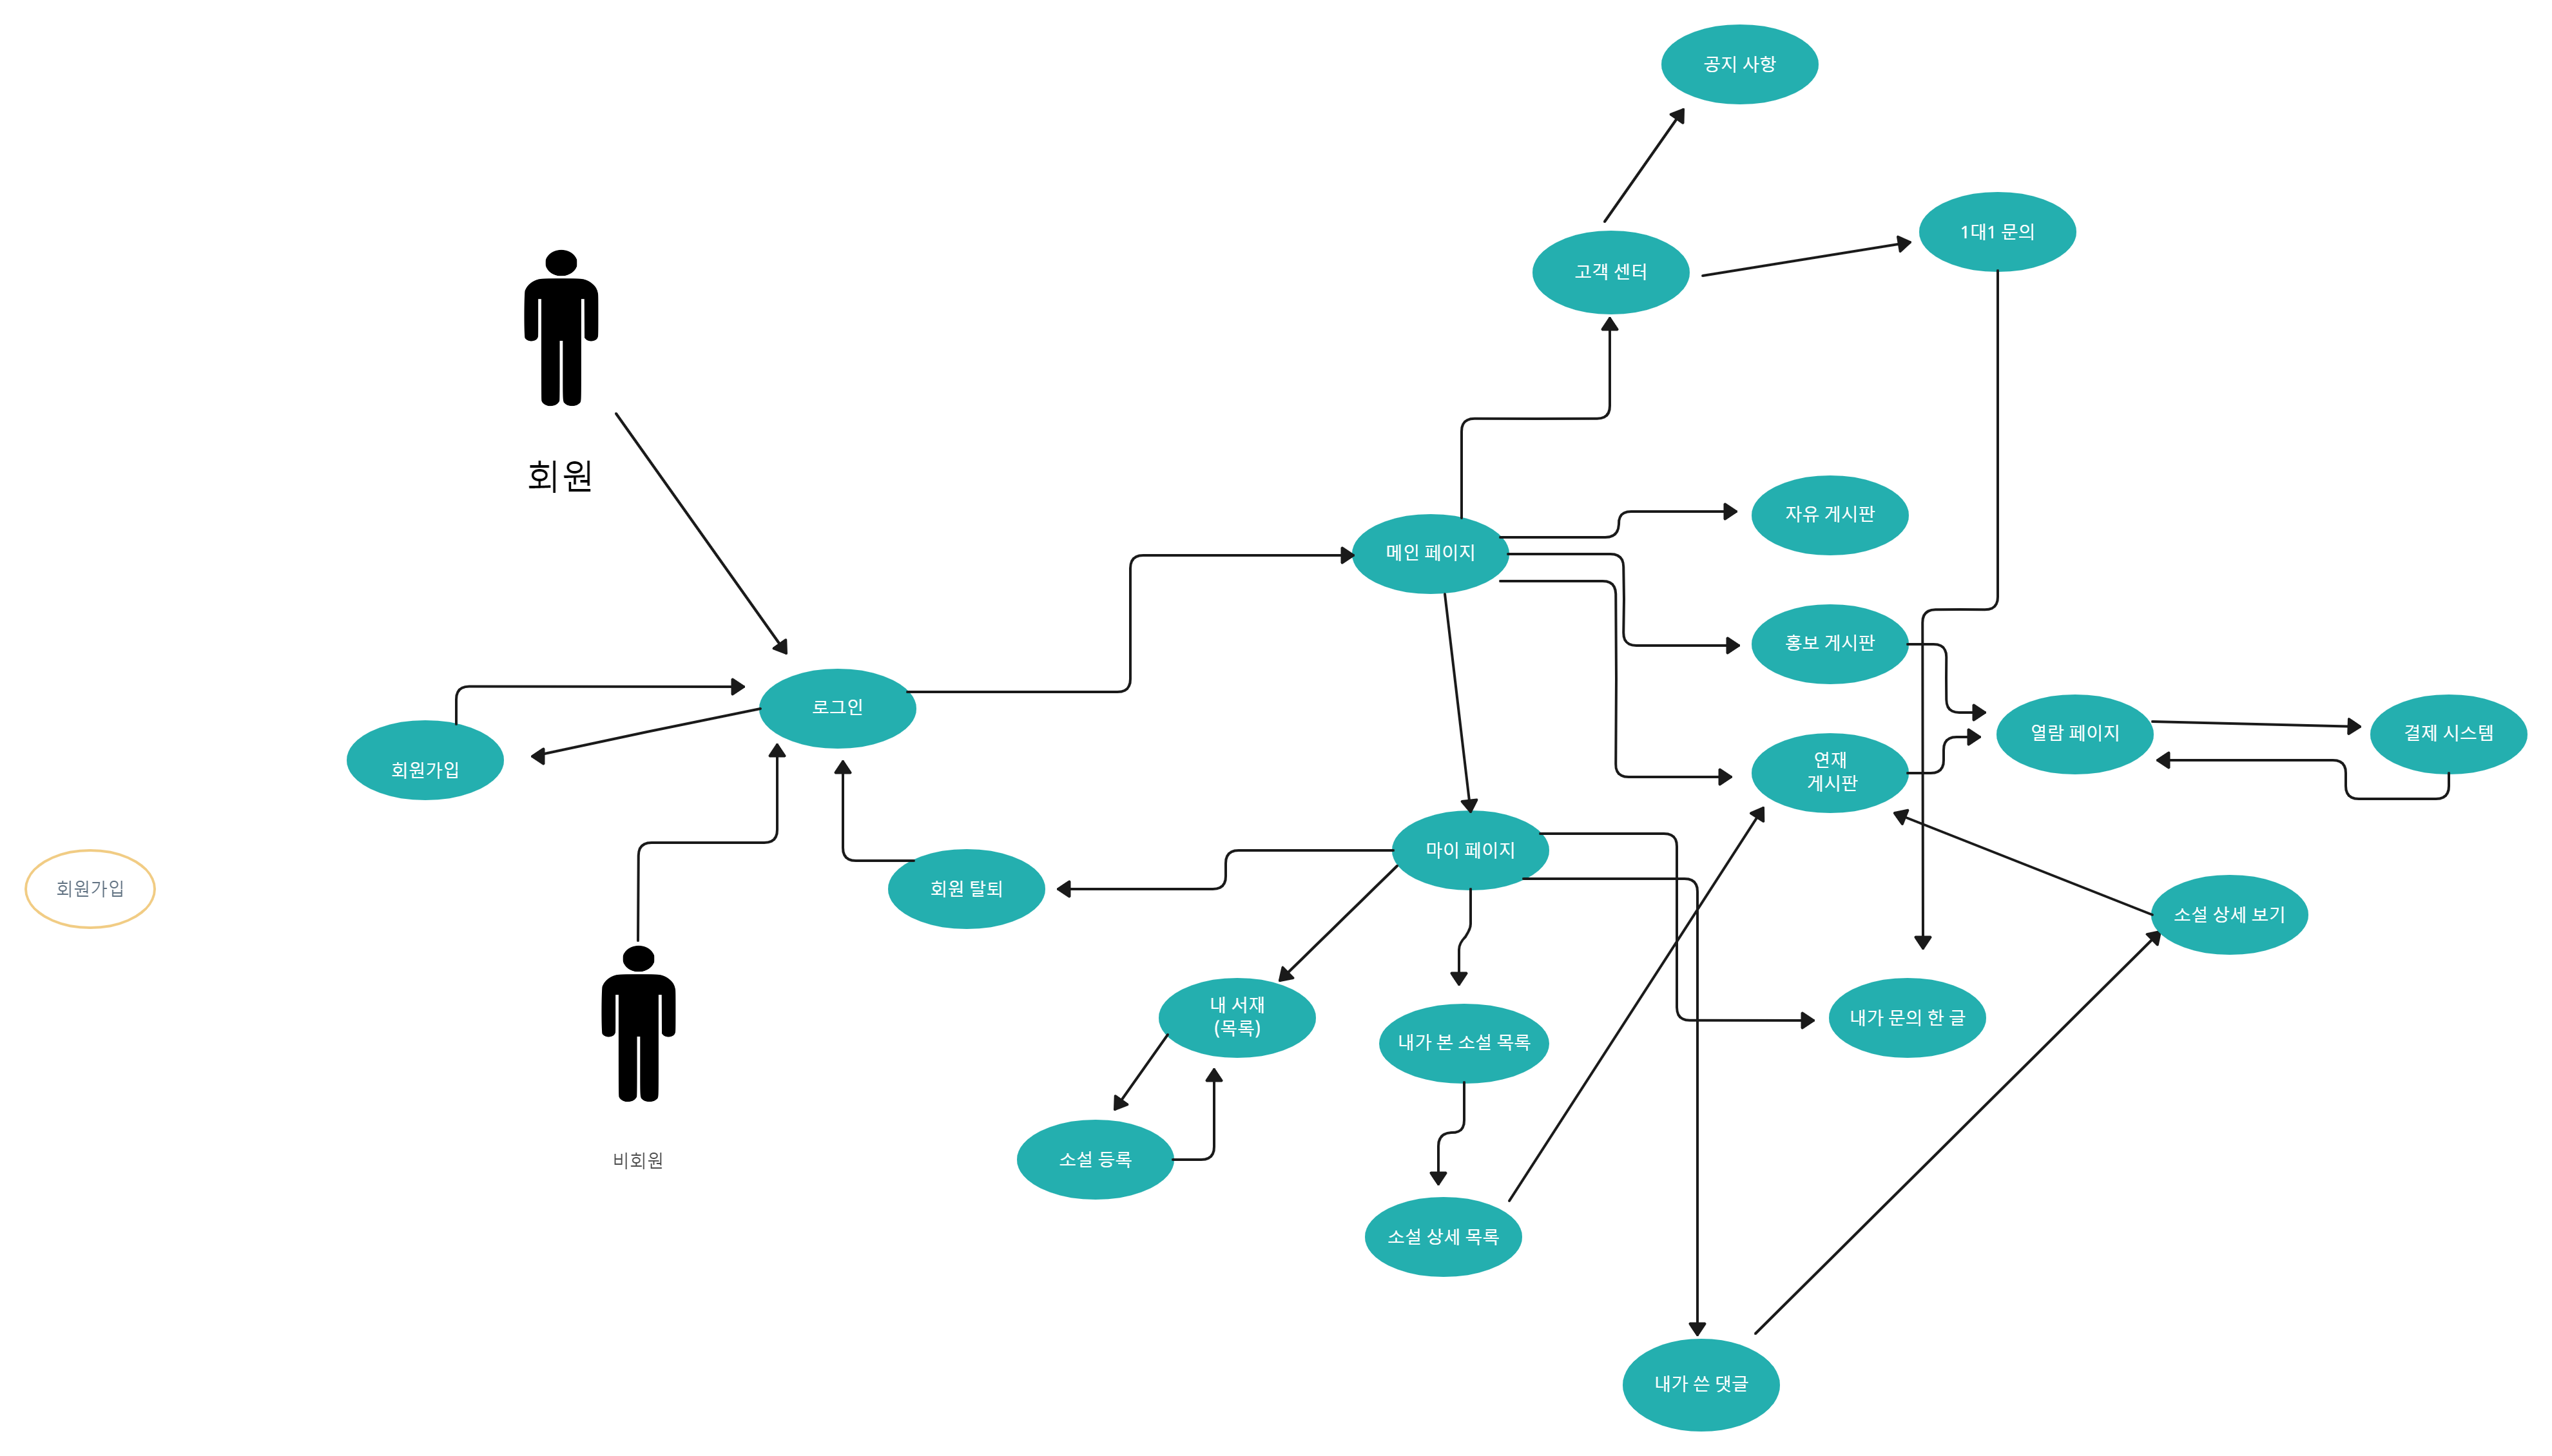 공지 사항
1대1 문의
고객 센터
회원
자유 게시판
메인 페이지
홍보 게시판
로그인
열람 페이지
결제 시스템
회원가입
연재
게시판
마이 페이지
회원가입
회원 탈퇴
소설 상세 보기
내 서재
(목록)
내가 문의 한 글
내가 본 소설 목록
비회원
소설 등록
소설 상세 목록
내가 쓴 댓글